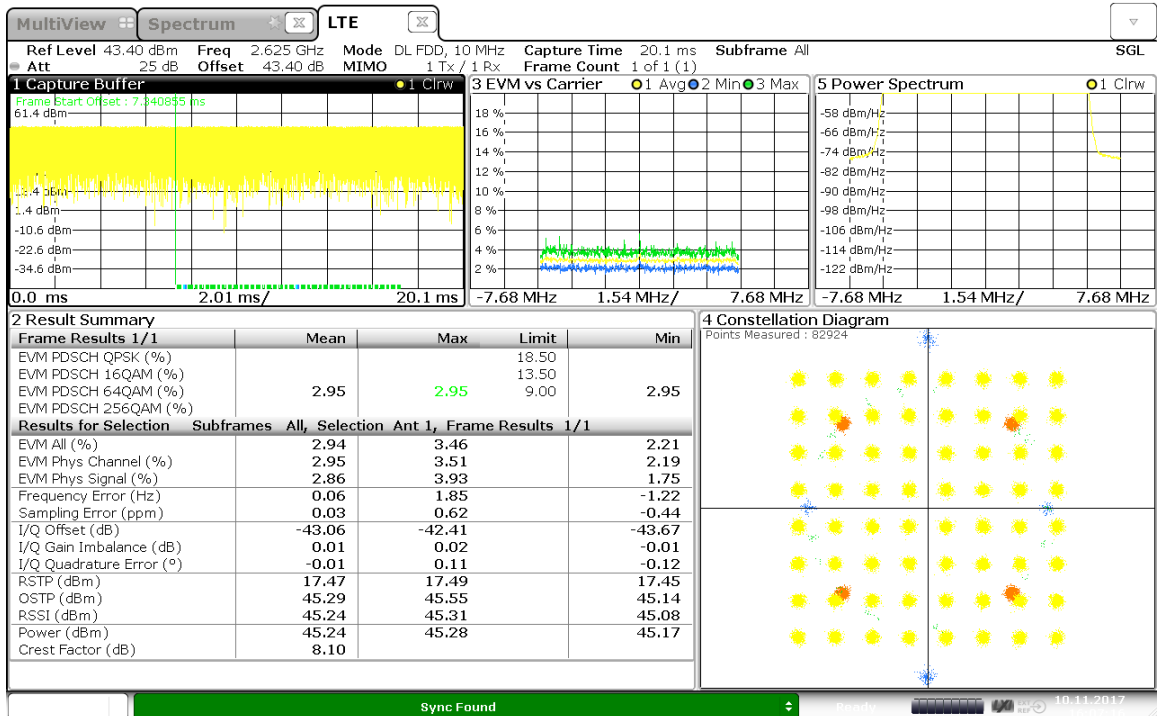 MultiView Spectrum LTE
Ref Level 43.40 dBm Freq 2.625 GHz Mode DL FDD, 10 MHz Capture Time 20.1 ms Subframe All SGL
Att 25 dB Offset 43.40 dB MIMO 1 Tx / 1 Rx Frame Count 1 of 1 (1)
1 Capture Buffer 1 Clrw
Frame Start Offset : 7.340855 ms
61.4 dBm
1.4 dBm
-10.6 dBm
-22.6 dBm
-34.6 dBm
0.0 ms 2.01 ms/ 20.1 ms
3 EVM vs Carrier 1 Avg 2 Min 3 Max
18 %
16 %
14 %
12 %
10 %
8 %
6 %
4 %
2 %
-7.68 MHz 1.54 MHz/ 7.68 MHz
5 Power Spectrum 1 Clrw
-58 dBm/Hz
-66 dBm/Hz
-74 dBm/Hz
-82 dBm/Hz
-90 dBm/Hz
-98 dBm/Hz
-106 dBm/Hz
-114 dBm/Hz
-122 dBm/Hz
-7.68 MHz 1.54 MHz/ 7.68 MHz
2 Result Summary
Frame Results 1/1 Mean Max Limit Min
EVM PDSCH QPSK (%) 18.50
EVM PDSCH 16QAM (%) 13.50
EVM PDSCH 64QAM (%) 2.95 2.95 9.00 2.95
EVM PDSCH 256QAM (%)
Results for Selection Subframes All, Selection Ant 1, Frame Results 1/1
EVM All (%) 2.94 3.46 2.21
EVM Phys Channel (%) 2.95 3.51 2.19
EVM Phys Signal (%) 2.86 3.93 1.75
Frequency Error (Hz) 0.06 1.85 -1.22
Sampling Error (ppm) 0.03 0.62 -0.44
I/Q Offset (dB) -43.06 -42.41 -43.67
I/Q Gain Imbalance (dB) 0.01 0.02 -0.01
I/Q Quadrature Error (°) -0.01 0.11 -0.12
RSTP (dBm) 17.47 17.49 17.45
OSTP (dBm) 45.29 45.55 45.14
RSSI (dBm) 45.24 45.31 45.08
Power (dBm) 45.24 45.28 45.17
Crest Factor (dB) 8.10
4 Constellation Diagram
Points Measured : 82924
Sync Found
Ready
10.11.2017